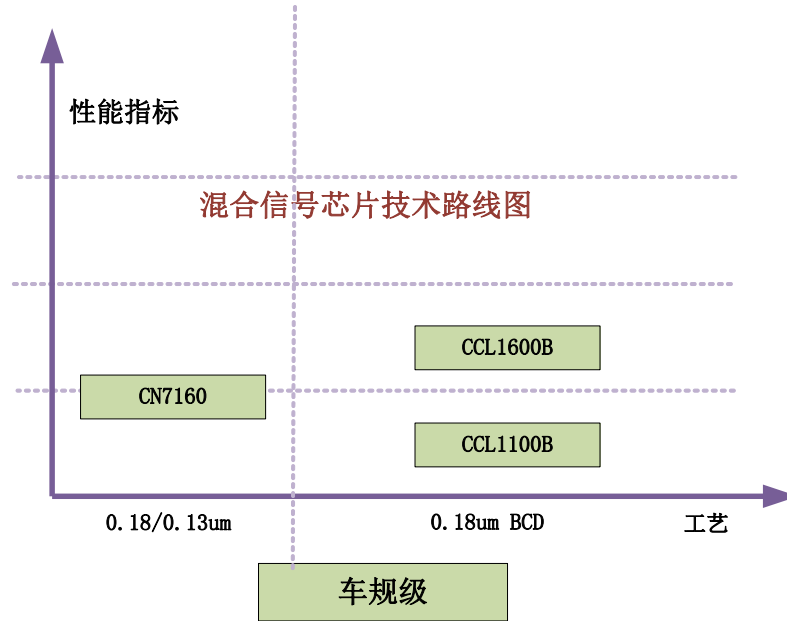 性能指标
混合信号芯片技术路线图
CCL1600B
CN7160
CCL1100B
0.18/0.13um
0.18um BCD
工艺
车规级